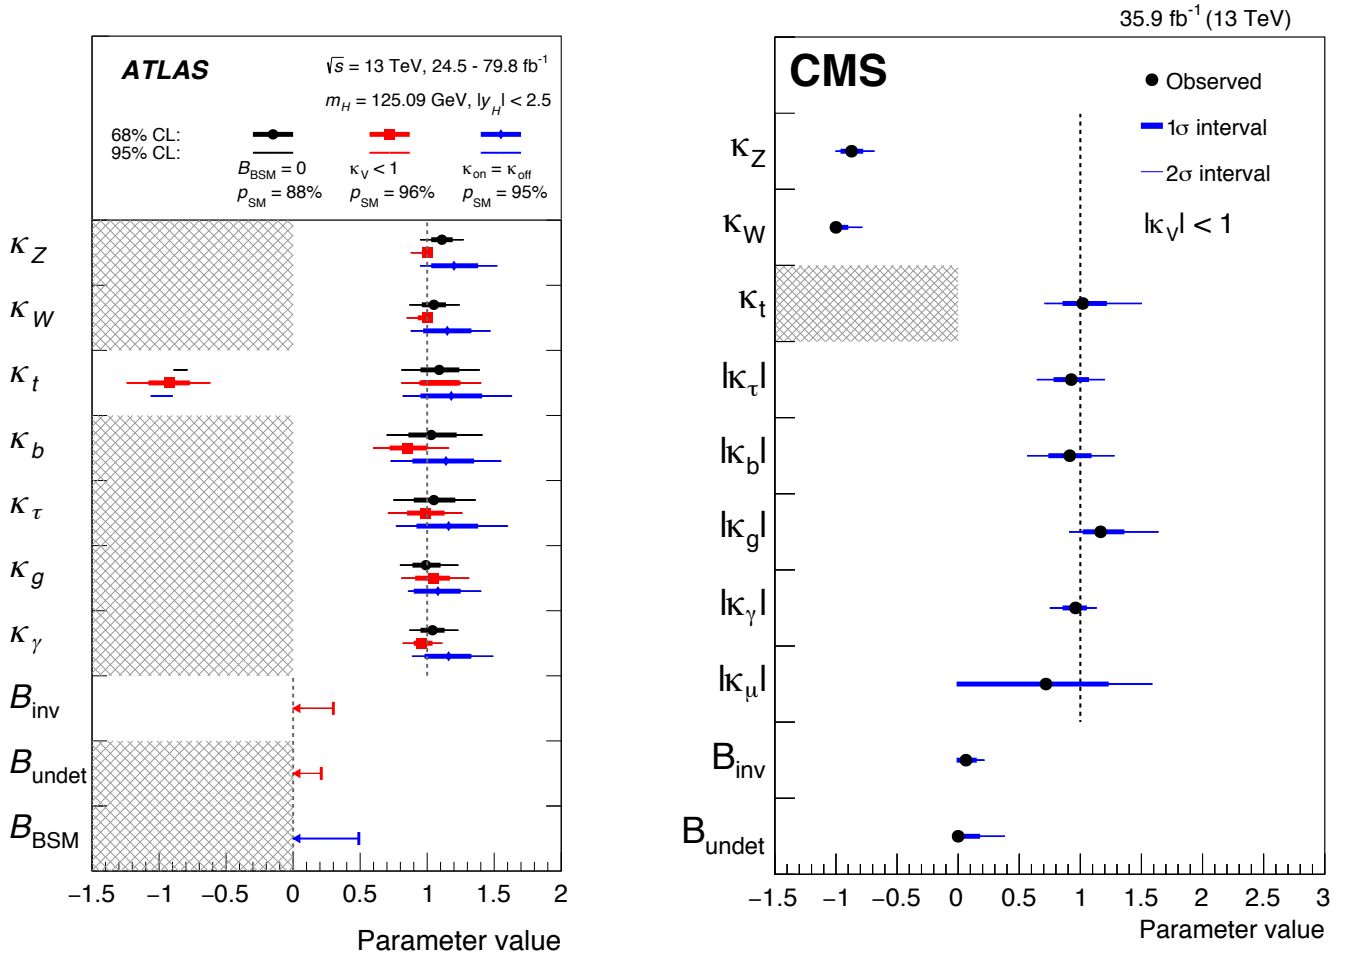 ATLAS
√s = 13 TeV, 24.5 - 79.8 fb⁻¹
m_H = 125.09 GeV, |y_H| < 2.5
68% CL:
95% CL:
B_BSM = 0 κ_V < 1 κ_on = κ_off
p_SM = 88% p_SM = 96% p_SM = 95%
κ_Z
κ_W
κ_t
κ_b
κ_τ
κ_g
κ_γ
B_inv
B_undet
B_BSM
−1.5 −1 −0.5 0 0.5 1 1.5 2
Parameter value
35.9 fb⁻¹ (13 TeV)
CMS
Observed
1σ interval
2σ interval
|κ_V| < 1
κ_Z
κ_W
κ_t
|κ_τ|
|κ_b|
|κ_g|
|κ_γ|
|κ_μ|
B_inv
B_undet
−1.5 −1 −0.5 0 0.5 1 1.5 2 2.5 3
Parameter value